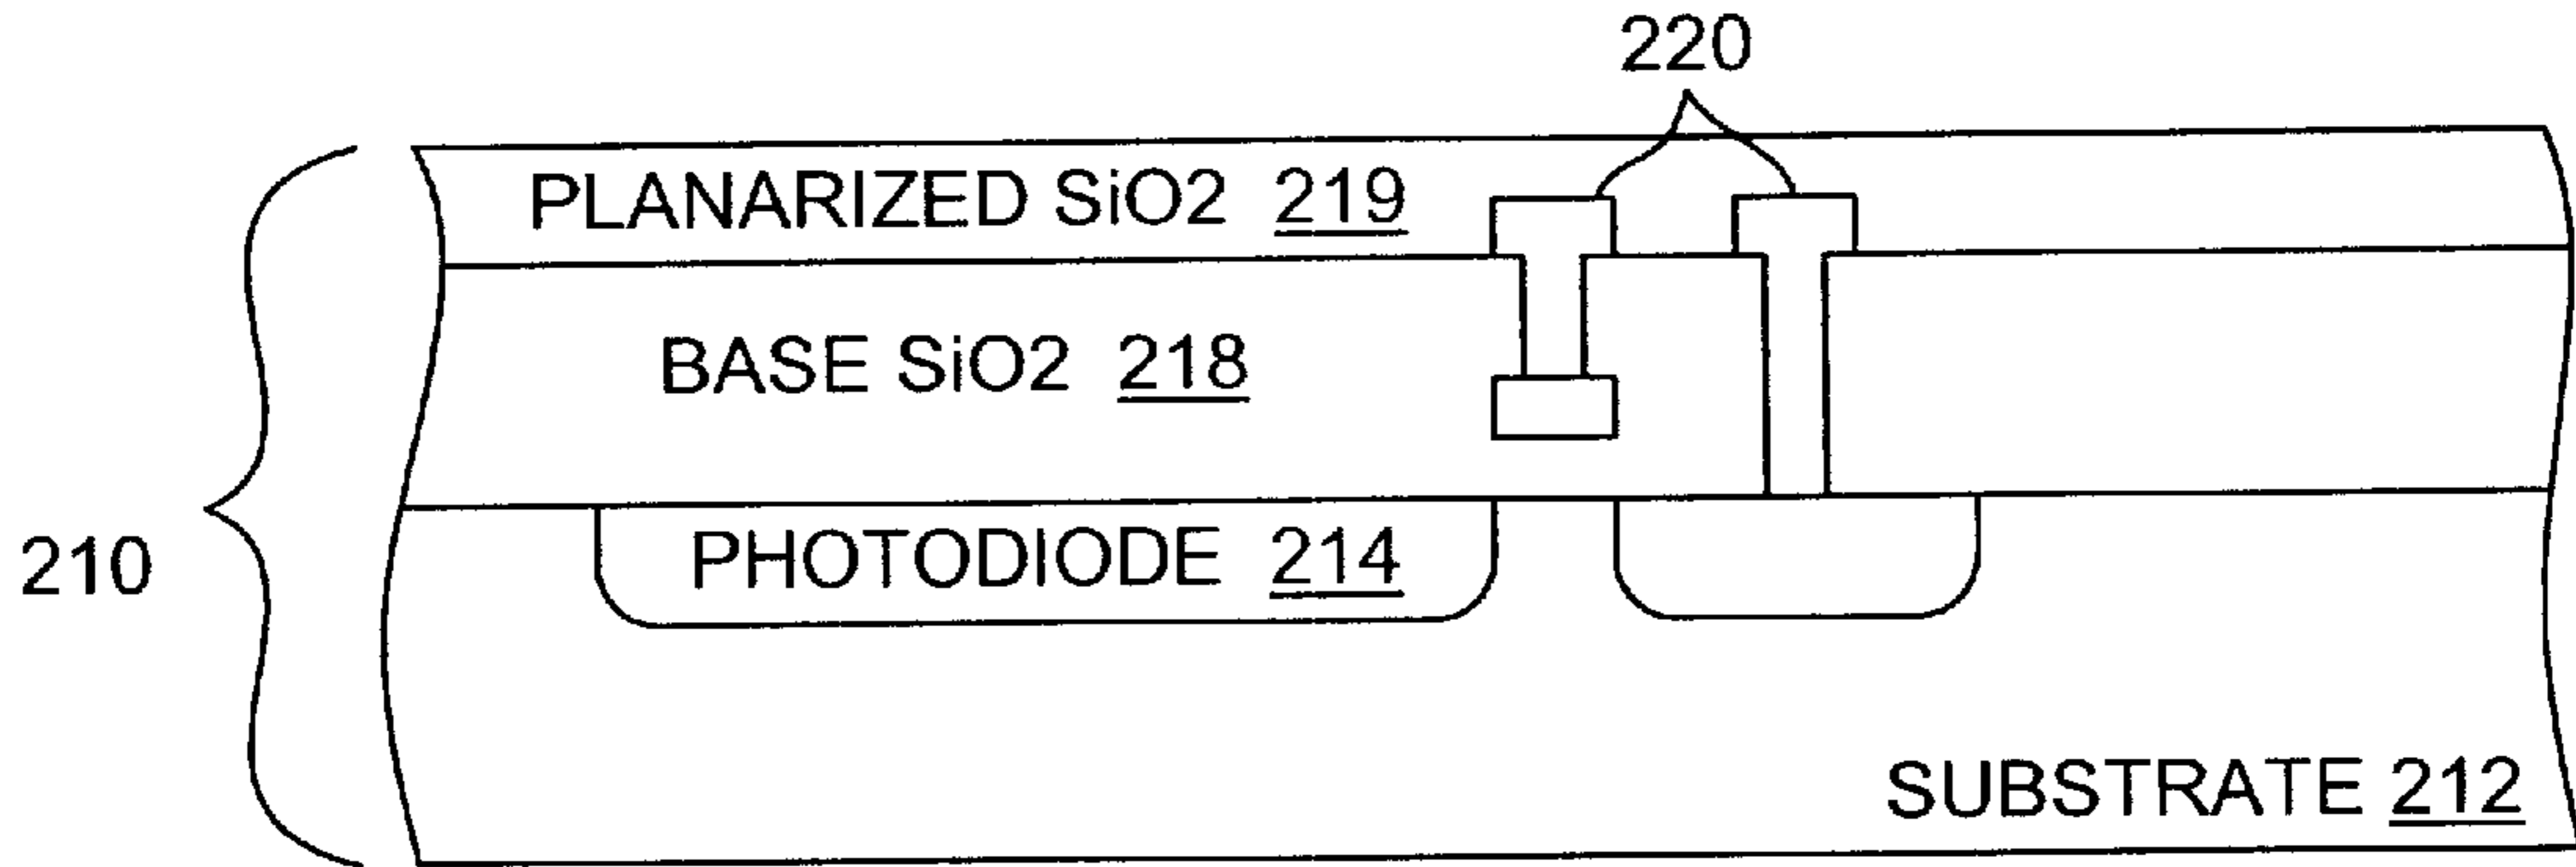 220
PLANARIZED SiO2 219
BASE SiO2 218
210
PHOTODIODE 214
SUBSTRATE 212